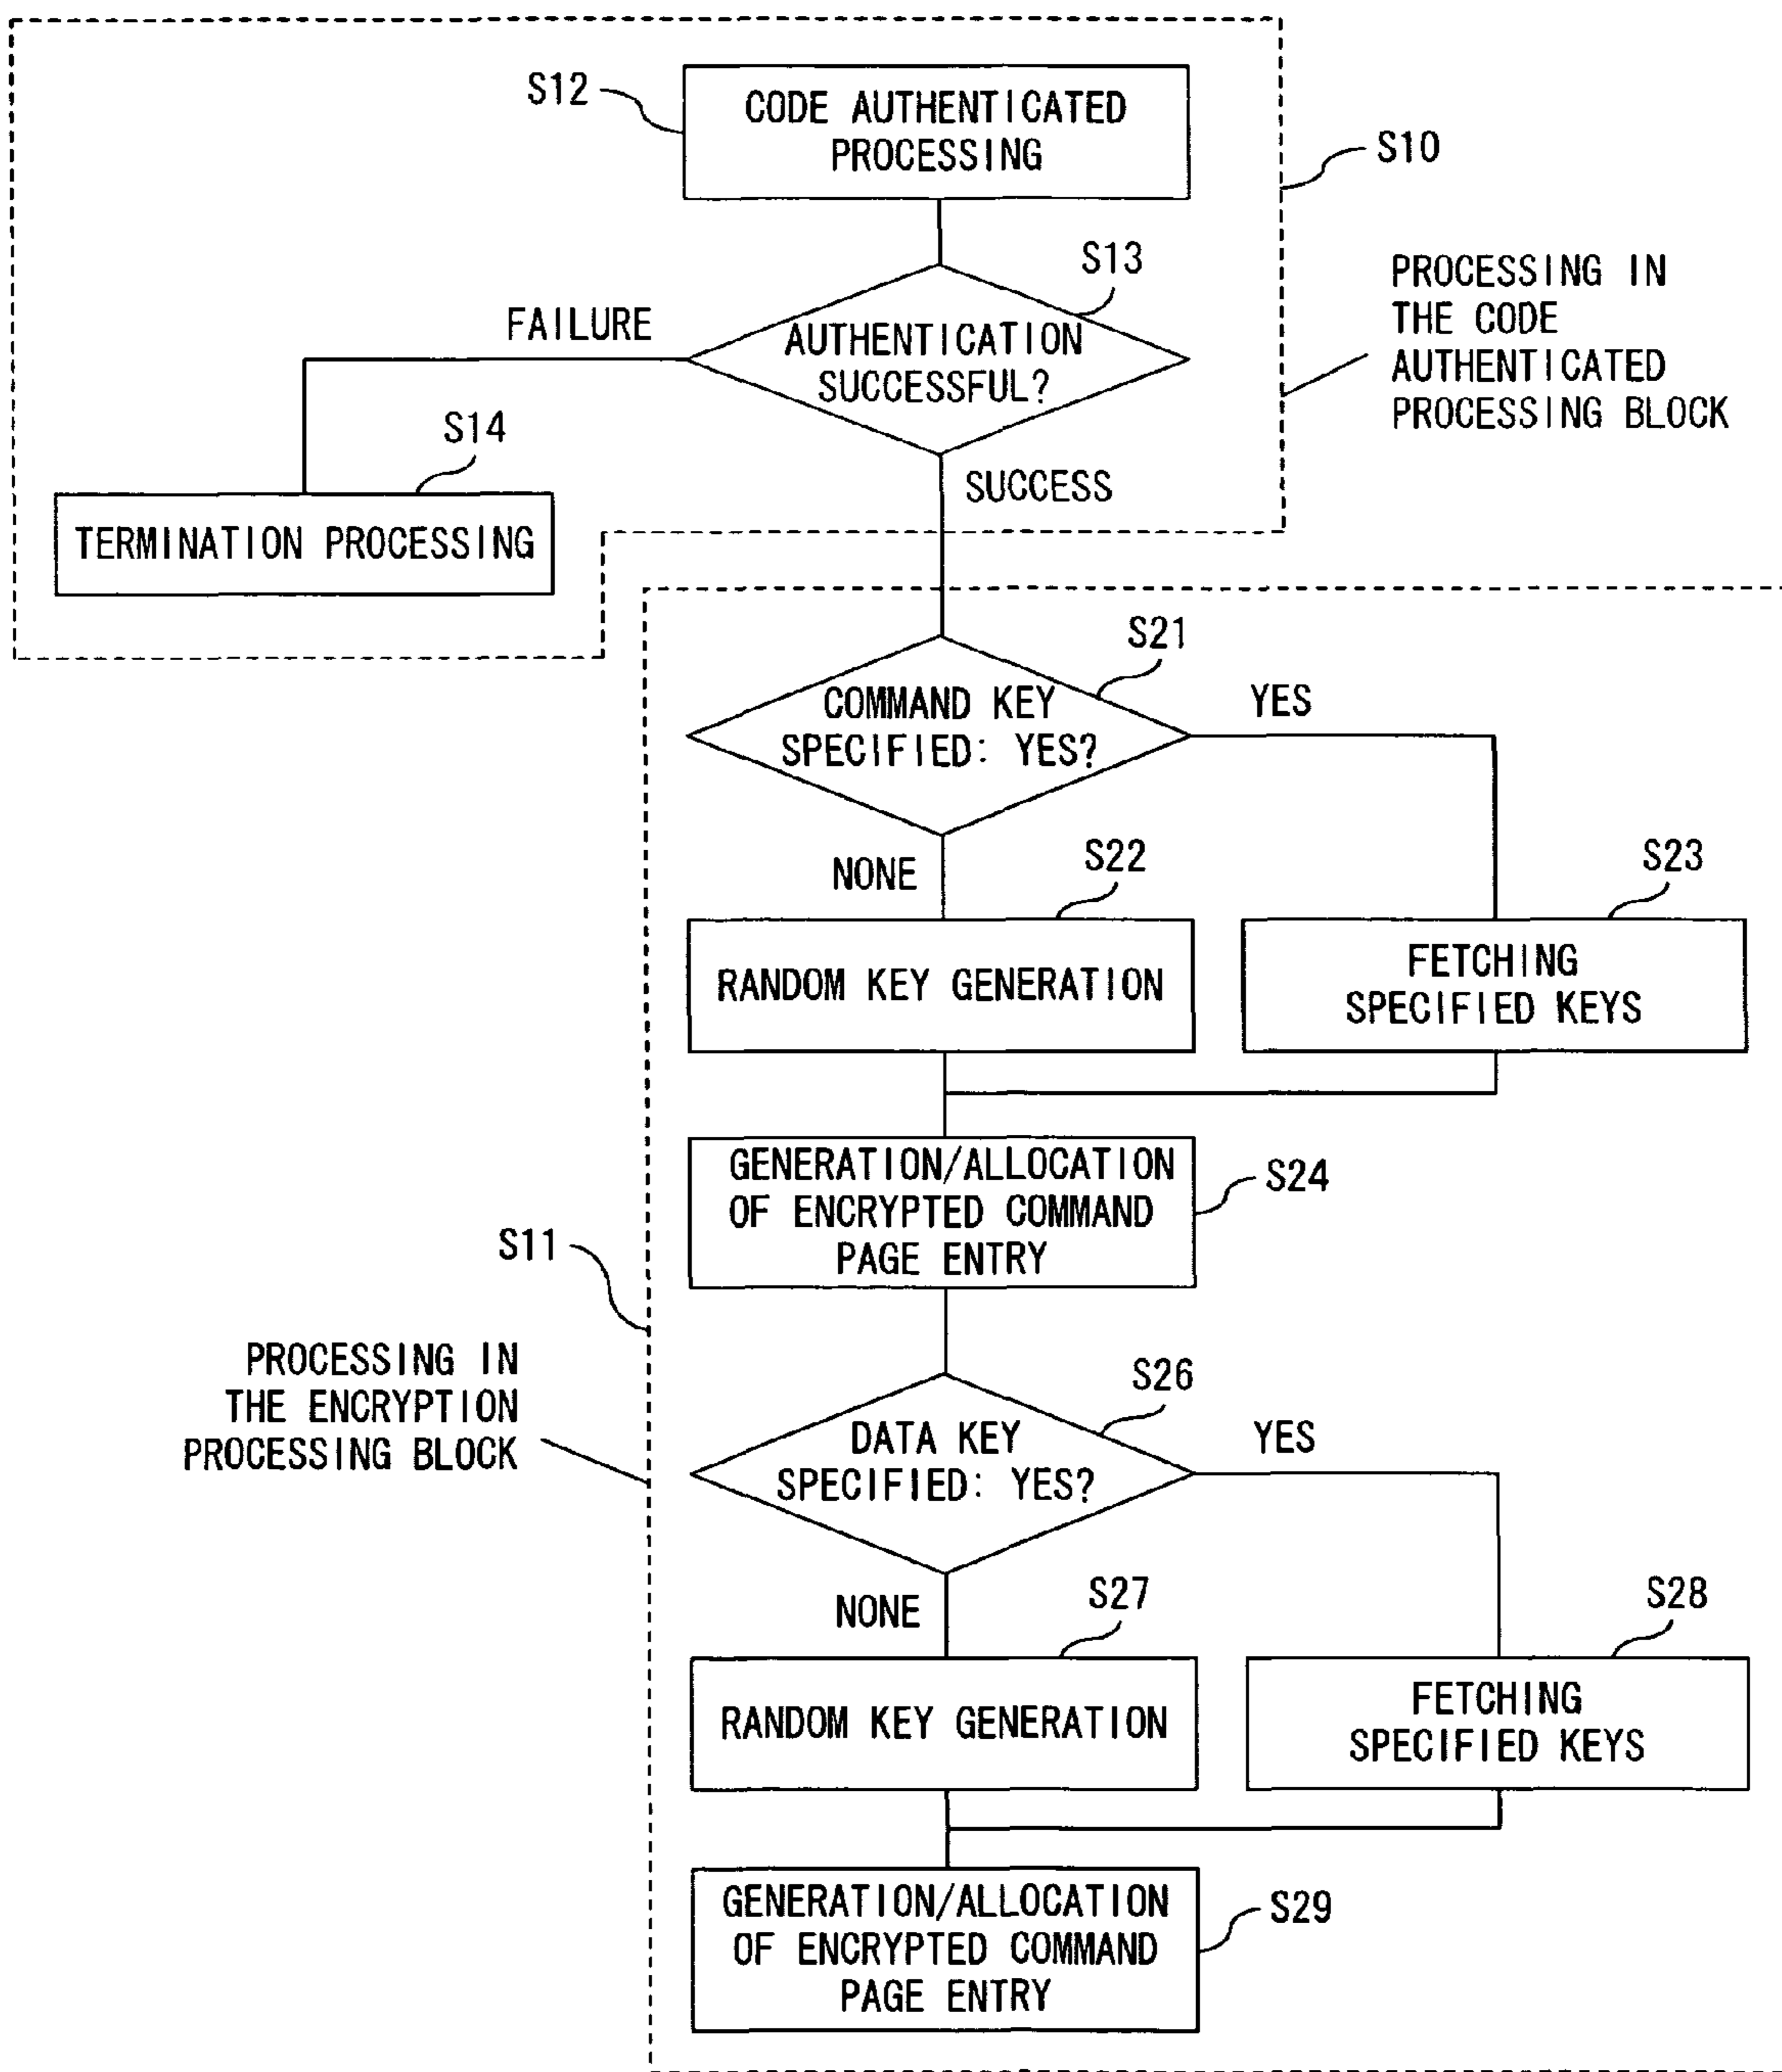 S12
CODE AUTHENTICATED
PROCESSING
S10
S13
PROCESSING IN
THE CODE
AUTHENTICATED
PROCESSING BLOCK
FAILURE
AUTHENTICATION
SUCCESSFUL?
S14
SUCCESS
TERMINATION PROCESSING
S21
COMMAND KEY
SPECIFIED: YES?
YES
NONE
S22
S23
RANDOM KEY GENERATION
FETCHING
SPECIFIED KEYS
GENERATION/ALLOCATION
OF ENCRYPTED COMMAND
PAGE ENTRY
S24
S11
PROCESSING IN
THE ENCRYPTION
PROCESSING BLOCK
S26
DATA KEY
SPECIFIED: YES?
YES
NONE
S27
S28
RANDOM KEY GENERATION
FETCHING
SPECIFIED KEYS
GENERATION/ALLOCATION
OF ENCRYPTED COMMAND
PAGE ENTRY
S29